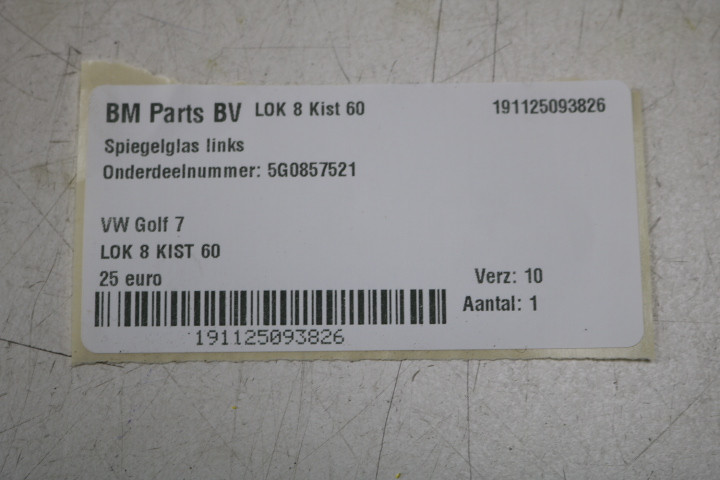 BM Parts BV LOK 8 Kist 60 191125093826
Spiegelglas links
Onderdeelnummer: 5G0857521
VW Golf 7
LOK 8 KIST 60
25 euro Verz: 10
Aantal: 1
191125093826